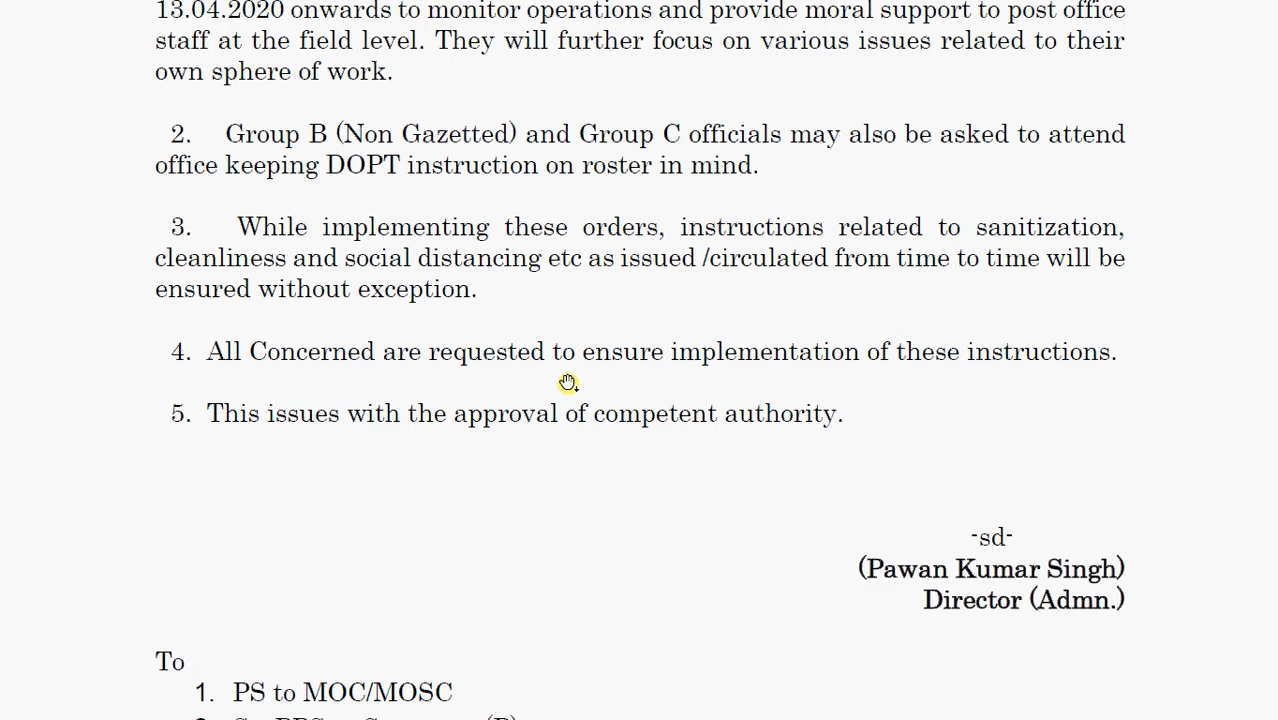 13.04.2020 onwards to monitor operations and provide moral support to post office
staff at the field level. They will further focus on various issues related to their
own sphere of work.
2. Group B (Non Gazetted) and Group C officials may also be asked to attend
office keeping DOPT instruction on roster in mind.
3. While implementing these orders, instructions related to sanitization,
cleanliness and social distancing etc as issued /circulated from time to time will be
ensured without exception.
4. All Concerned are requested to ensure implementation of these instructions.
5. This issues with the approval of competent authority.
-sd-
(Pawan Kumar Singh)
Director (Admn.)
To
1. PS to MOC/MOSC